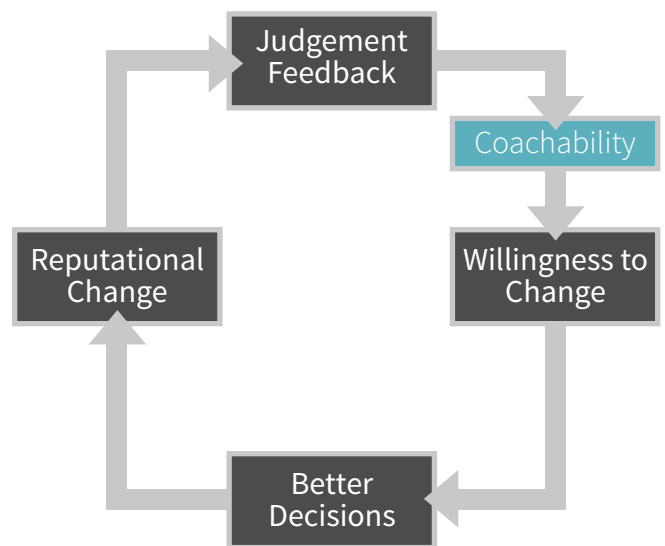 Judgement
Feedback
Coachability
Reputational
Change
Willingness to
Change
Better
Decisions